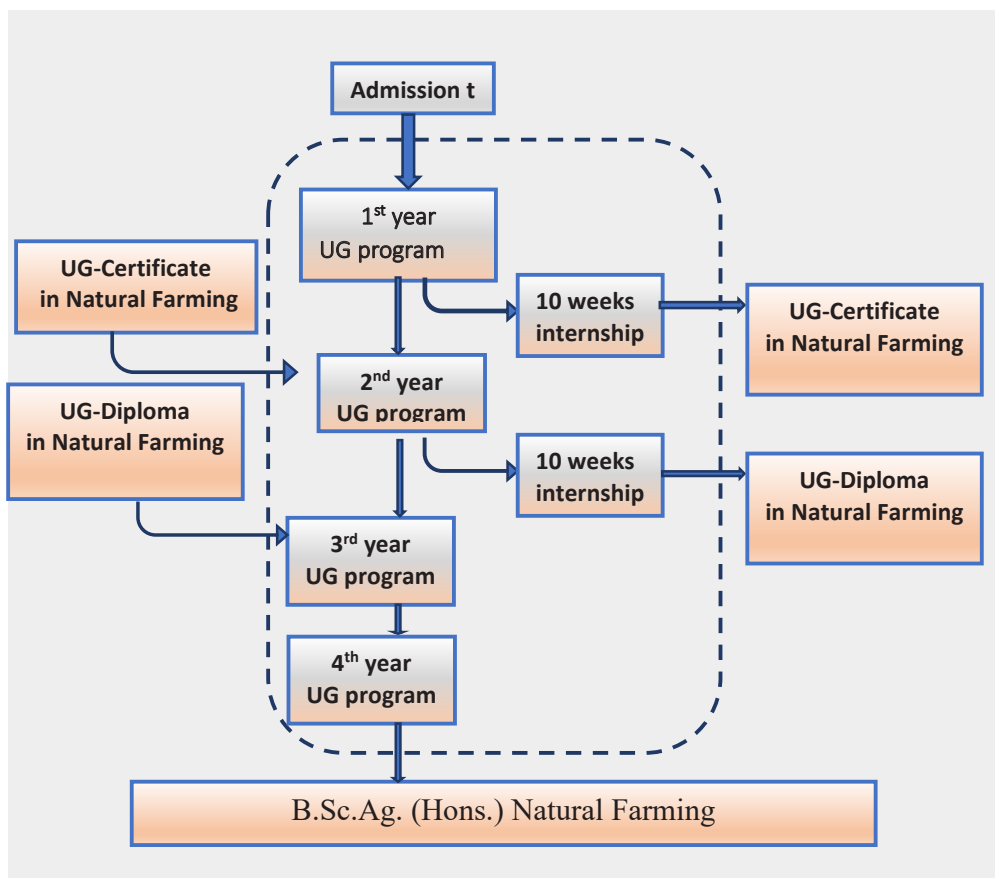 Admission t
1st year
UG program
UG-Certificate
in Natural Farming
10 weeks
internship
UG-Certificate
in Natural Farming
2nd year
UG program
UG-Diploma
in Natural Farming
10 weeks
internship
UG-Diploma
in Natural Farming
3rd year
UG program
4th year
UG program
B.Sc.Ag. (Hons.) Natural Farming